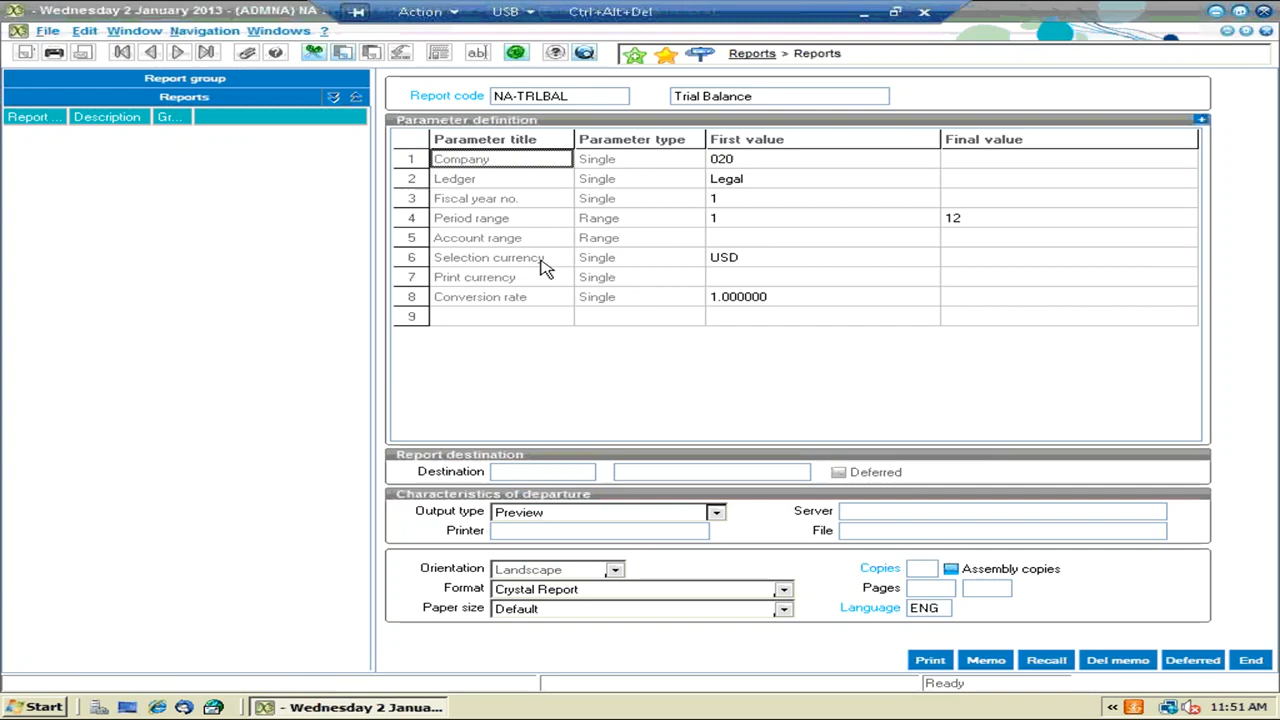 - Wednesday 2 January 2013 - (ADMNA) NA
Action USB Ctrl+Alt+Del
File Edit Window Navigation Windows ?
ab|
Reports > Reports
Report group
Reports
Report ... Description Gr...
Report code NA-TRLBAL Trial Balance
Parameter definition
Parameter title Parameter type First value Final value
1 Company Single 020
2 Ledger Single Legal
3 Fiscal year no. Single 1
4 Period range Range 1 12
5 Account range Range
6 Selection currency Single USD
7 Print currency Single
8 Conversion rate Single 1.000000
9
Report destination
Destination Deferred
Characteristics of departure
Output type Preview Server
Printer File
Orientation Landscape Copies Assembly copies
Format Crystal Report Pages
Paper size Default Language ENG
Print Memo Recall Del memo Deferred End
Ready
Start - Wednesday 2 Janua... « 11:51 AM